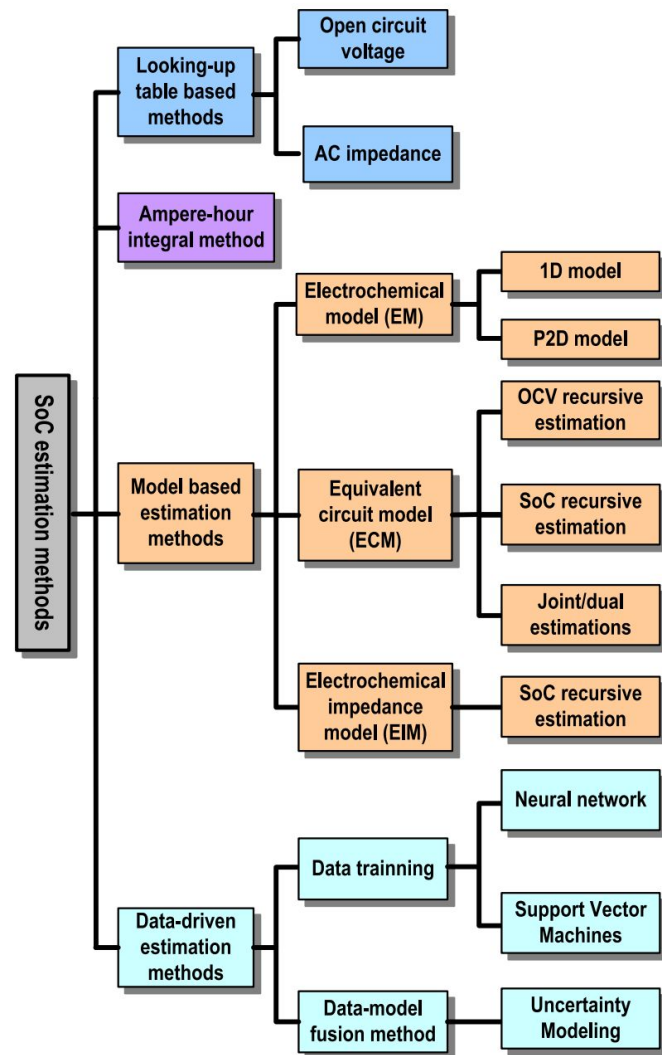 SoC estimation methods
Looking-up
table based
methods
Open circuit
voltage
AC impedance
Ampere-hour
integral method
Model based
estimation
methods
Electrochemical
model (EM)
1D model
P2D model
Equivalent
circuit model
(ECM)
OCV recursive
estimation
SoC recursive
estimation
Joint/dual
estimations
Electrochemical
impedance
model (EIM)
SoC recursive
estimation
Data-driven
estimation
methods
Data trainning
Neural network
Support Vector
Machines
Data-model
fusion method
Uncertainty
Modeling